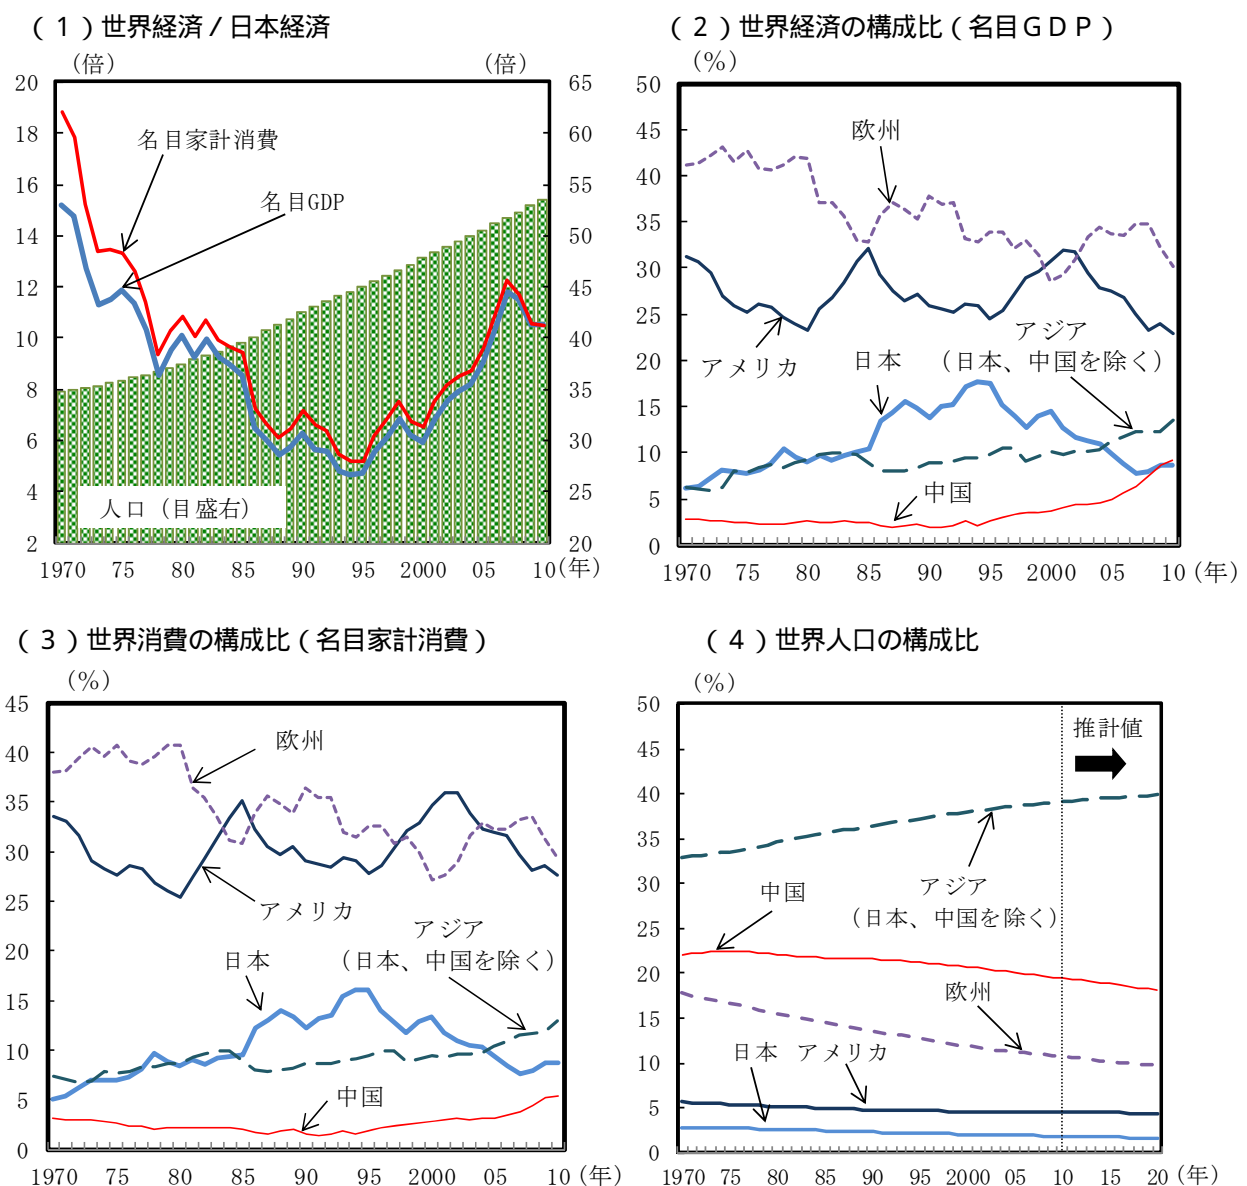 （１）世界経済／日本経済
（倍）
（倍）
20
18
16
14
12
10
8
6
4
2
65
60
55
50
45
40
35
30
25
20
名目家計消費
名目GDP
人口（目盛右）
1970 75 80 85 90 95 2000 05 10(年)
（２）世界経済の構成比（名目ＧＤＰ）
（％）
50
45
40
35
30
25
20
15
10
5
0
欧州
アメリカ
日本
アジア
（日本、中国を除く）
中国
1970 75 80 85 90 95 2000 05 10（年）
（３）世界消費の構成比（名目家計消費）
（％）
45
40
35
30
25
20
15
10
5
0
欧州
アメリカ
日本
アジア
（日本、中国を除く）
中国
1970 75 80 85 90 95 2000 05 10（年）
（４）世界人口の構成比
（％）
50
45
40
35
30
25
20
15
10
5
0
推計値
中国
アジア
（日本、中国を除く）
欧州
日本 アメリカ
1970 75 80 85 90 95 2000 05 10 15 20（年）